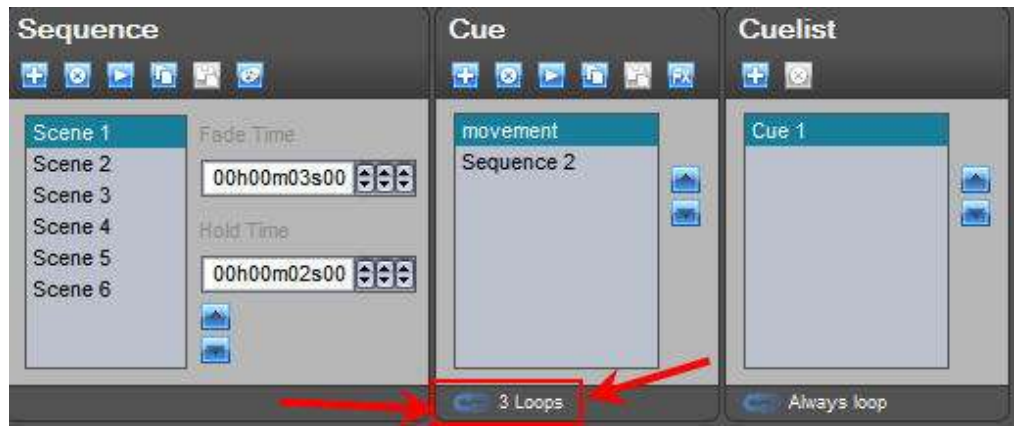 Sequence
Cue
Cuelist
FX
Scene 1
Scene 2
Scene 3
Scene 4
Scene 5
Scene 6
Fade Time
00h00m03s00
Hold Time
00h00m02s00
movement
Sequence 2
Cue 1
3 Loops
Always loop